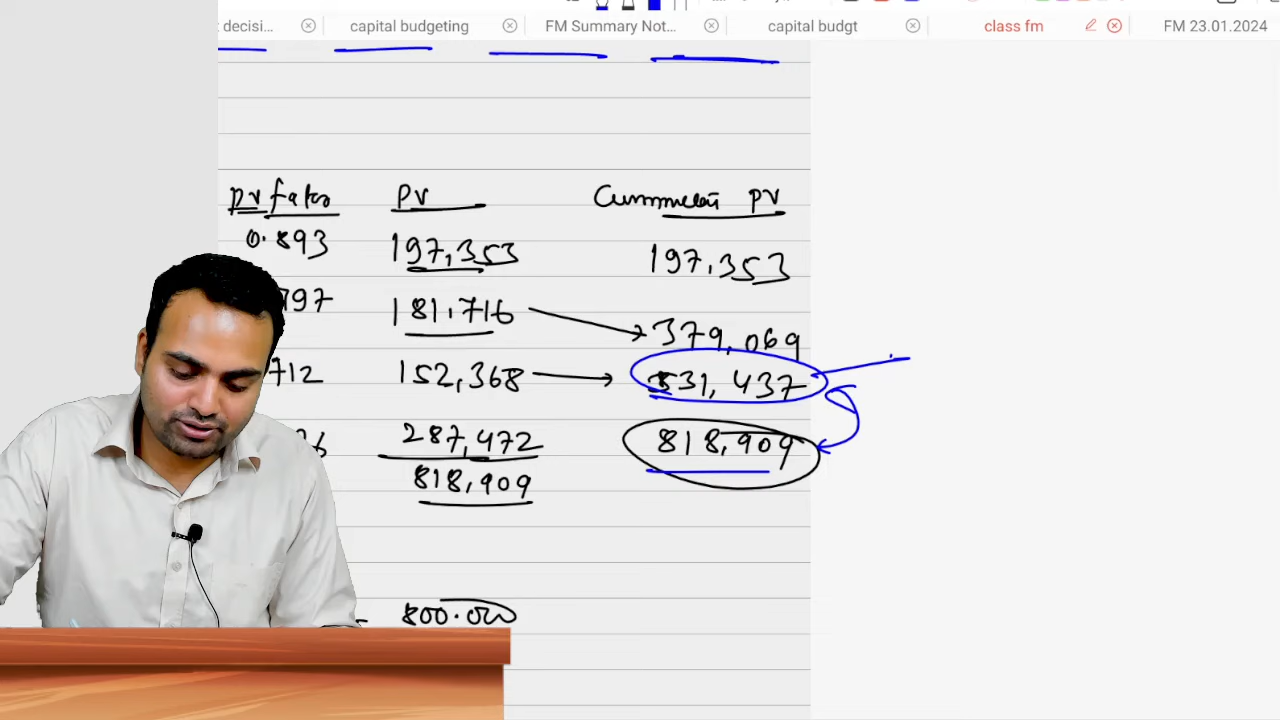 decisi...
capital budgeting
FM Summary Not...
capital budgt
class fm
FM 23.01.2024
pv fator PV PV
0.893 197,353 197,353
797 181,716 379,069
712 152,368 531,437
6 287,472 818,909
818,909
800.000